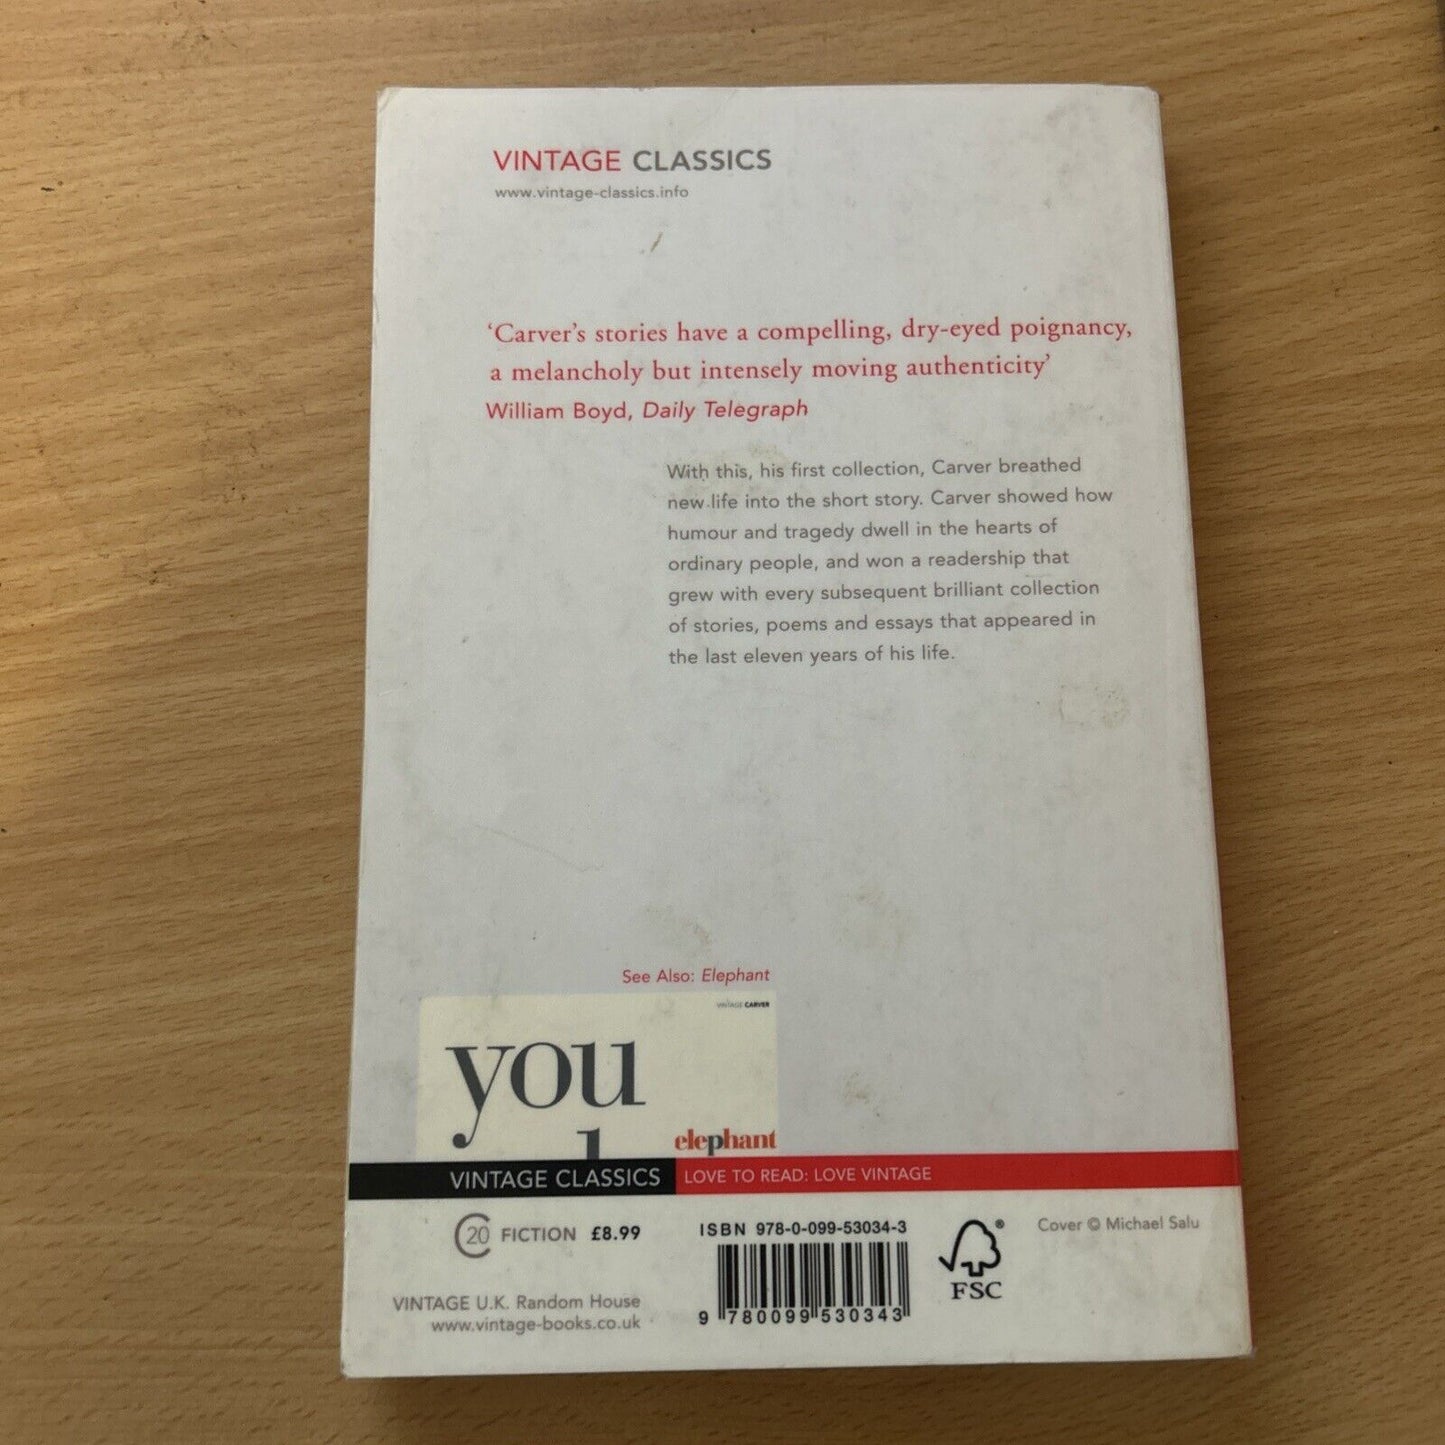 VINTAGE CLASSICS
www.vintage-classics.info
‘Carver’s stories have a compelling, dry-eyed poignancy,
a melancholy but intensely moving authenticity’
William Boyd, Daily Telegraph
With this, his first collection, Carver breathed
new life into the short story. Carver showed how
humour and tragedy dwell in the hearts of
ordinary people, and won a readership that
grew with every subsequent brilliant collection
of stories, poems and essays that appeared in
the last eleven years of his life.
See Also: Elephant
VINTAGE CARVER
you
elephant
VINTAGE CLASSICS LOVE TO READ: LOVE VINTAGE
C20 FICTION £8.99
VINTAGE U.K. Random House
www.vintage-books.co.uk
ISBN 978-0-099-53034-3
9 780099 530343
FSC
®
Cover © Michael Salu